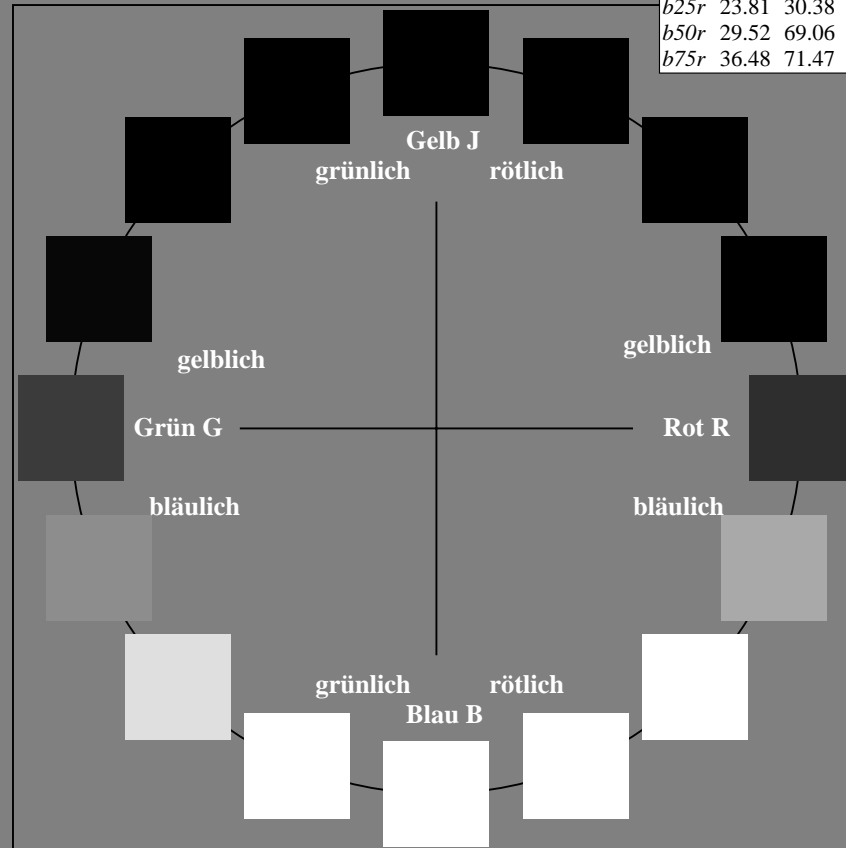 b25r 23.81 30.38
b50r 29.52 69.06
b75r 36.48 71.47
Gelb J
grünlich rötlich
gelblich gelblich
Grün G Rot R
bläulich bläulich
grünlich rötlich
Blau B